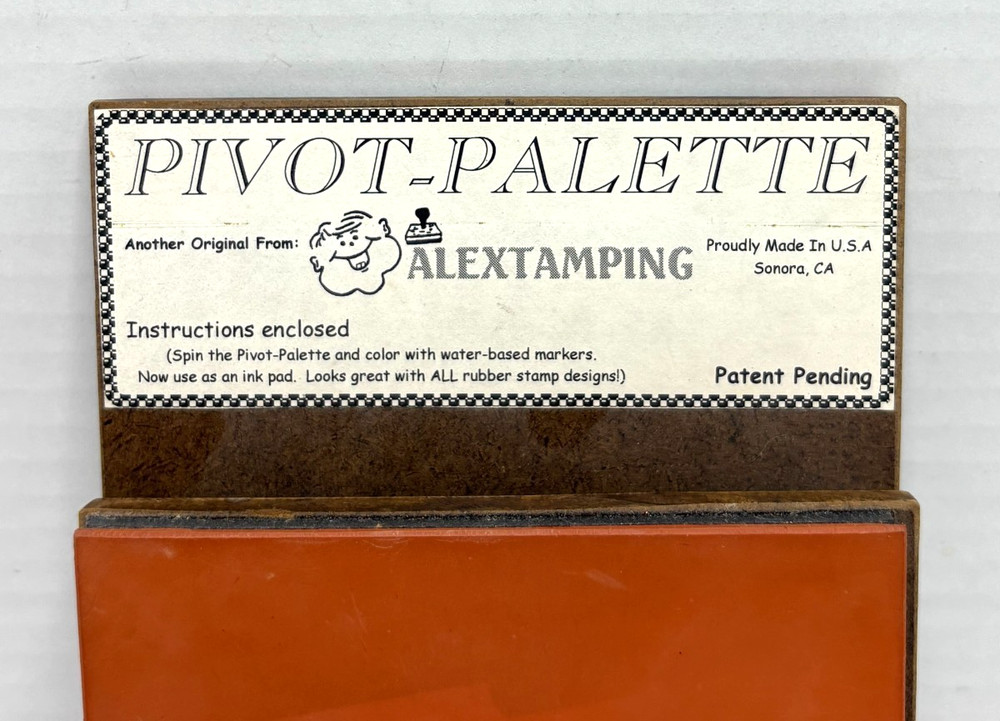 PIVOT-PALETTE
Another Original From:
ALEXTAMPING
Proudly Made In U.S.A
Sonora, CA
Instructions enclosed
(Spin the Pivot-Palette and color with water-based markers.
Now use as an ink pad. Looks great with ALL rubber stamp designs!)
Patent Pending